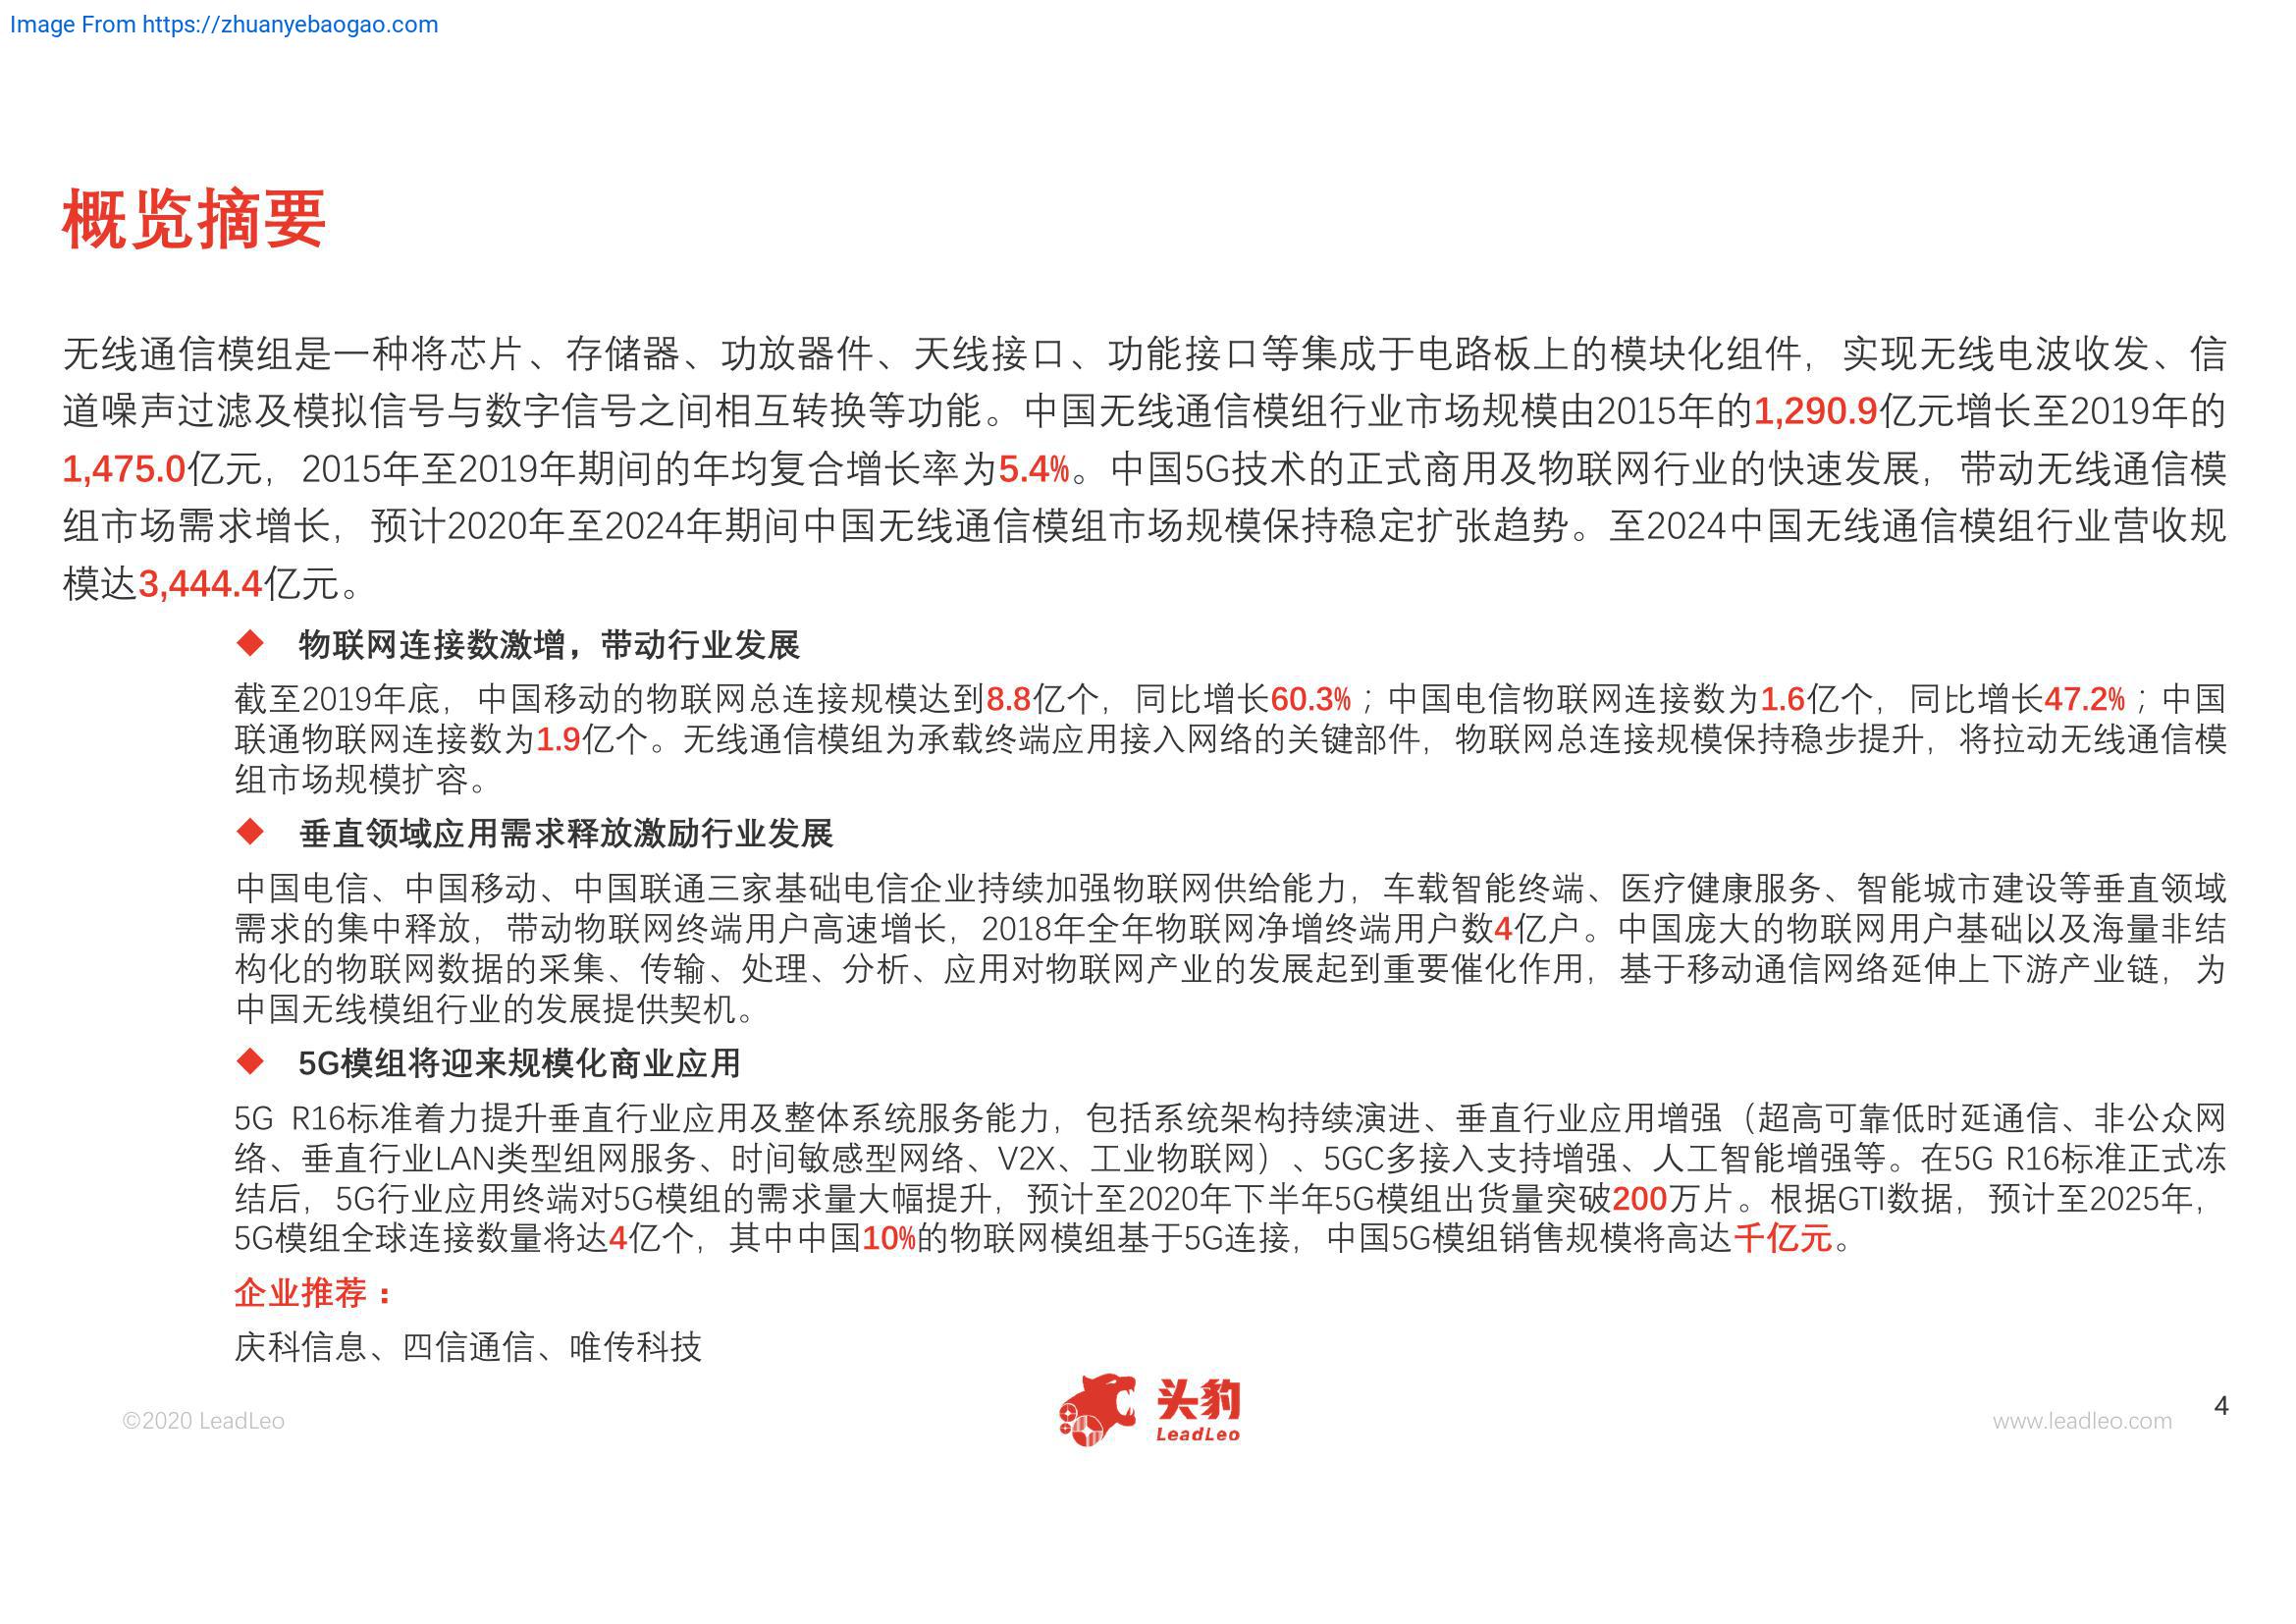 Image From https://zhuanyebaogao.com
概览摘要
无线通信模组是一种将芯片、存储器、功放器件、天线接口、功能接口等集成于电路板上的模块化组件，实现无线电波收发、信
道噪声过滤及模拟信号与数字信号之间相互转换等功能。中国无线通信模组行业市场规模由2015年的1,290.9亿元增长至2019年的
1,475.0亿元，2015年至2019年期间的年均复合增长率为5.4%。中国5G技术的正式商用及物联网行业的快速发展，带动无线通信模
组市场需求增长，预计2020年至2024年期间中国无线通信模组市场规模保持稳定扩张趋势。至2024中国无线通信模组行业营收规
模达3,444.4亿元。
◆ 物联网连接数激增，带动行业发展
截至2019年底，中国移动的物联网总连接规模达到8.8亿个，同比增长60.3%；中国电信物联网连接数为1.6亿个，同比增长47.2%；中国
联通物联网连接数为1.9亿个。无线通信模组为承载终端应用接入网络的关键部件，物联网总连接规模保持稳步提升，将拉动无线通信模
组市场规模扩容。
◆ 垂直领域应用需求释放激励行业发展
中国电信、中国移动、中国联通三家基础电信企业持续加强物联网供给能力，车载智能终端、医疗健康服务、智能城市建设等垂直领域
需求的集中释放，带动物联网终端用户高速增长，2018年全年物联网净增终端用户数4亿户。中国庞大的物联网用户基础以及海量非结
构化的物联网数据的采集、传输、处理、分析、应用对物联网产业的发展起到重要催化作用，基于移动通信网络延伸上下游产业链，为
中国无线模组行业的发展提供契机。
◆ 5G模组将迎来规模化商业应用
5G R16标准着力提升垂直行业应用及整体系统服务能力，包括系统架构持续演进、垂直行业应用增强（超高可靠低时延通信、非公众网
络、垂直行业LAN类型组网服务、时间敏感型网络、V2X、工业物联网）、5GC多接入支持增强、人工智能增强等。在5G R16标准正式冻
结后，5G行业应用终端对5G模组的需求量大幅提升，预计至2020年下半年5G模组出货量突破200万片。根据GTI数据，预计至2025年，
5G模组全球连接数量将达4亿个，其中中国10%的物联网模组基于5G连接，中国5G模组销售规模将高达千亿元。
企业推荐：
庆科信息、四信通信、唯传科技
©2020 LeadLeo
头豹
LeadLeo
www.leadleo.com
4